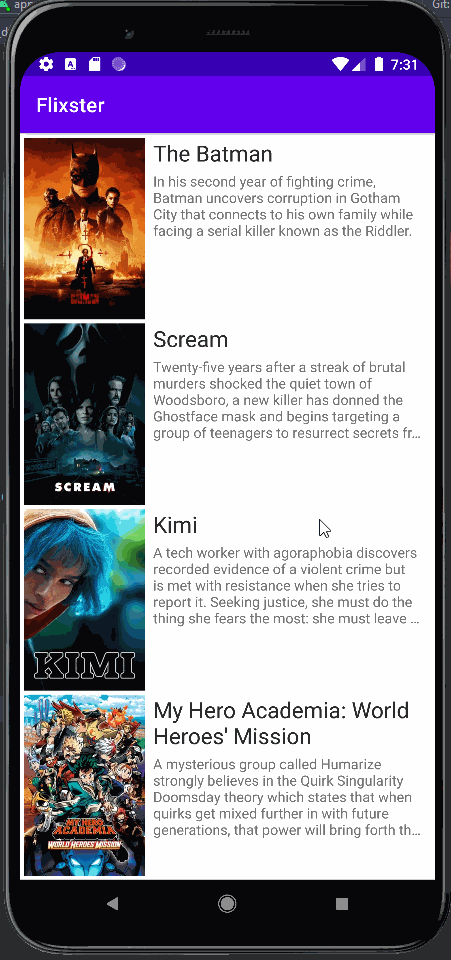 app
Git:
7:31
Flixster
The Batman
In his second year of fighting crime,
Batman uncovers corruption in Gotham
City that connects to his own family while
facing a serial killer known as the Riddler.
Scream
Twenty-five years after a streak of brutal
murders shocked the quiet town of
Woodsboro, a new killer has donned the
Ghostface mask and begins targeting a
group of teenagers to resurrect secrets fr...
SCREAM
Kimi
A tech worker with agoraphobia discovers
recorded evidence of a violent crime but
is met with resistance when she tries to
report it. Seeking justice, she must do the
thing she fears the most: she must leave ...
KIMI
My Hero Academia: World
Heroes' Mission
A mysterious group called Humarize
strongly believes in the Quirk Singularity
Doomsday theory which states that when
quirks get mixed further in with future
generations, that power will bring forth th...
MY HERO
ACADEMIA
WORLD HEROES MISSION